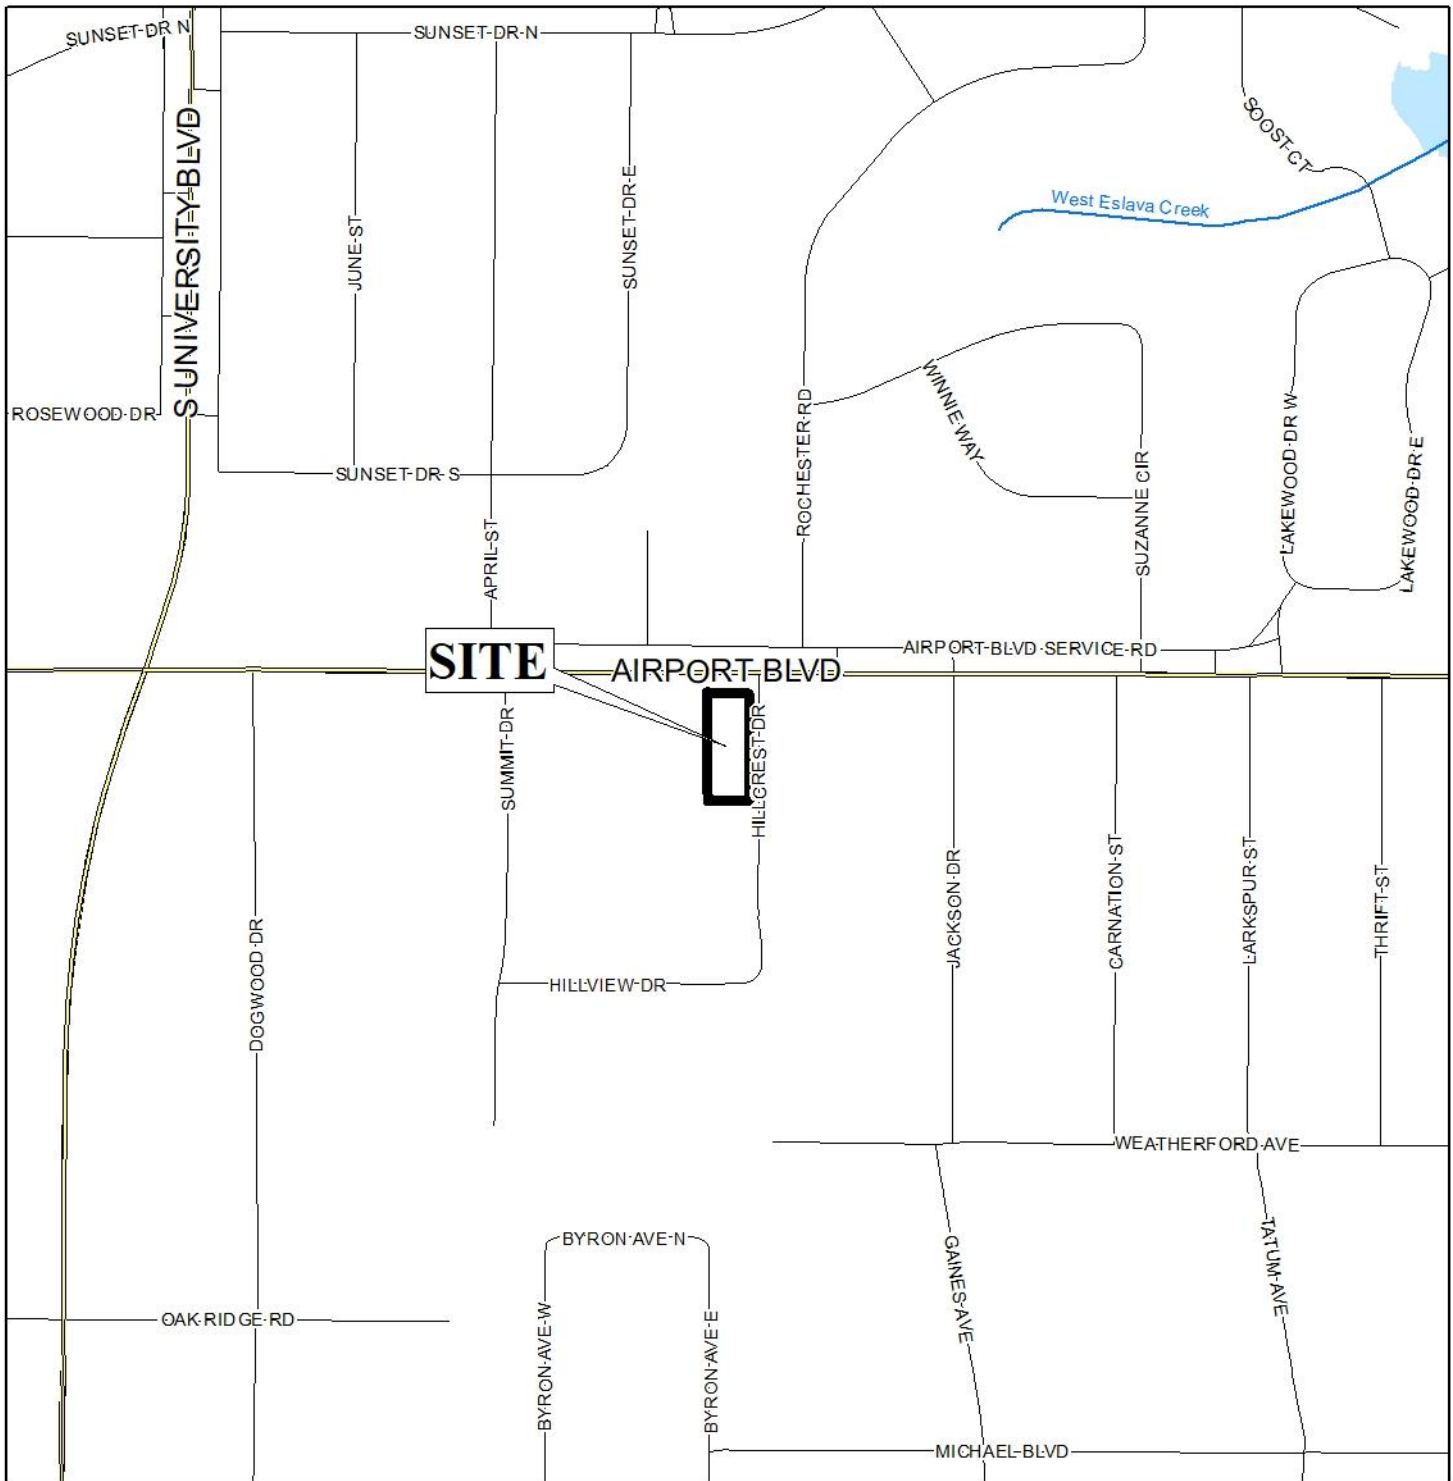 SUNSET DR N
SUNSET DR N
S UNIVERSITY BLVD
SOOST CT
JUNE ST
SUNSET DR E
West Eslava Creek
ROSEWOOD DR
WINNIE WAY
ROCHESTER RD
LAKEWOOD DR W
LAKEWOOD DR E
SUNSET DR S
SUZANNE CIR
APRIL ST
AIRPORT BLVD SERVICE RD
SITE
AIRPORT BLVD
SUMMIT DR
HILLCREST DR
JACKSON DR
CARNATION ST
LARKSPUR ST
THRIFT ST
DOGWOOD DR
HILLVIEW DR
WEATHERFORD AVE
BYRON AVE N
GAINES AVE
TATUM AVE
OAK RIDGE RD
BYRON AVE W
BYRON AVE E
MICHAEL BLVD